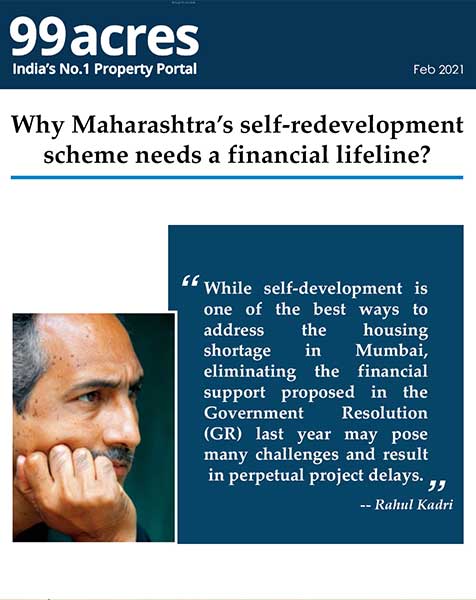 99acres
India's No.1 Property Portal
Feb 2021
Why Maharashtra's self-redevelopment
scheme needs a financial lifeline?
“ While self-development is
one of the best ways to
address the housing
shortage in Mumbai,
eliminating the financial
support proposed in the
Government Resolution
(GR) last year may pose
many challenges and result
in perpetual project delays. ”
-- Rahul Kadri